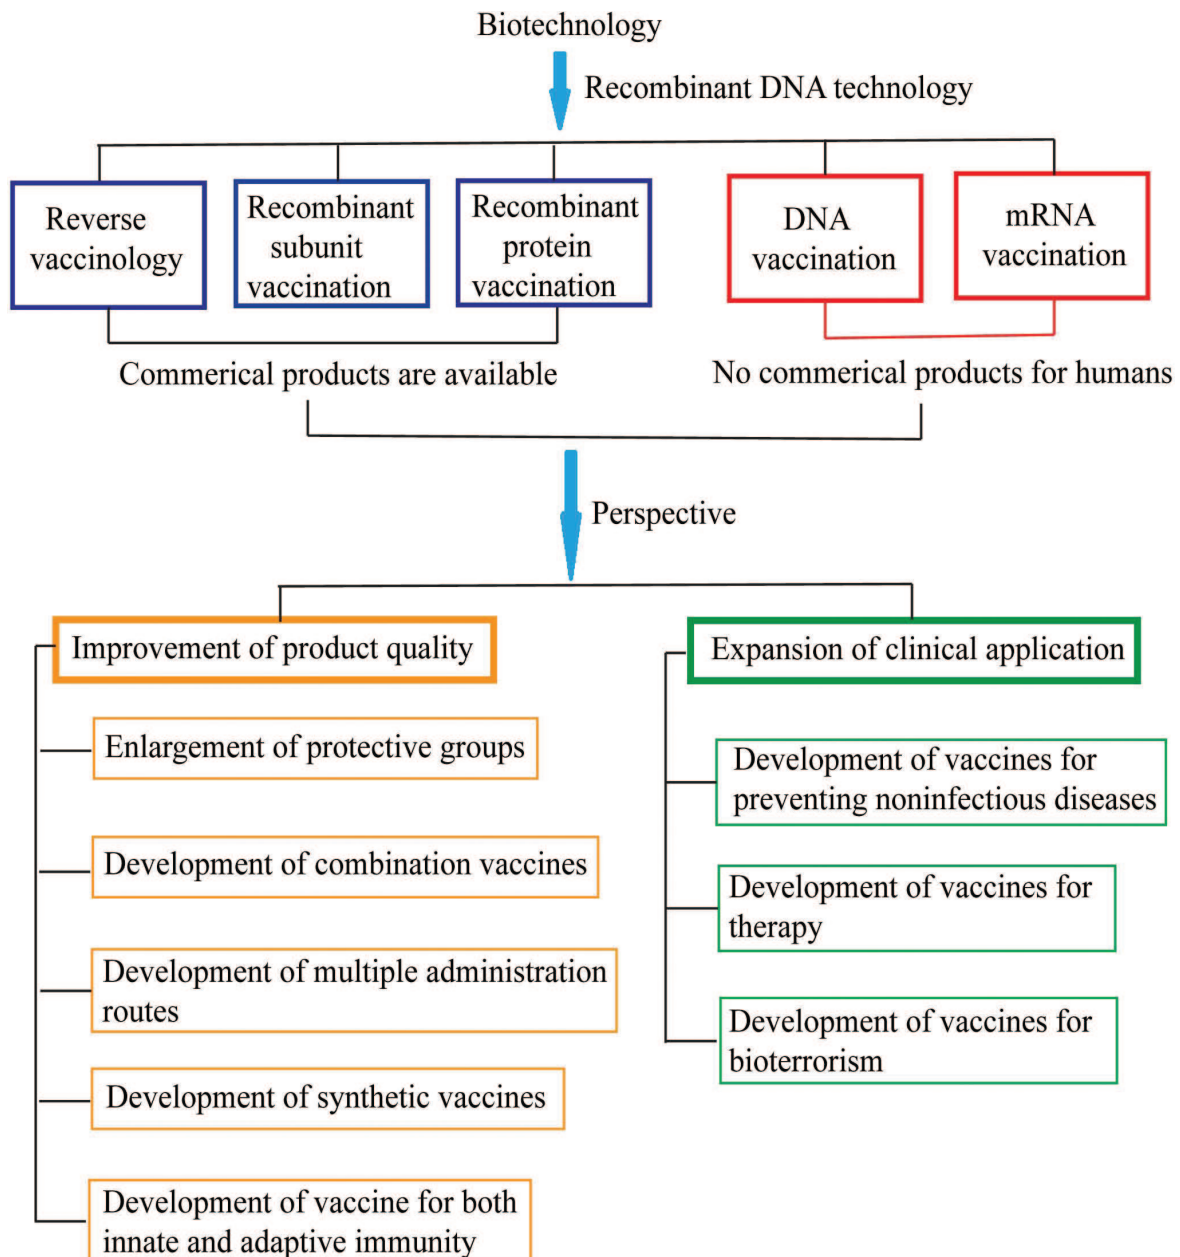 Biotechnology
Recombinant DNA technology
Reverse
vaccinology
Recombinant
subunit
vaccination
Recombinant
protein
vaccination
DNA
vaccination
mRNA
vaccination
Commerical products are available
No commerical products for humans
Perspective
Improvement of product quality
Enlargement of protective groups
Development of combination vaccines
Development of multiple administration
routes
Development of synthetic vaccines
Development of vaccine for both
innate and adaptive immunity
Expansion of clinical application
Development of vaccines for
preventing noninfectious diseases
Development of vaccines for
therapy
Development of vaccines for
bioterrorism